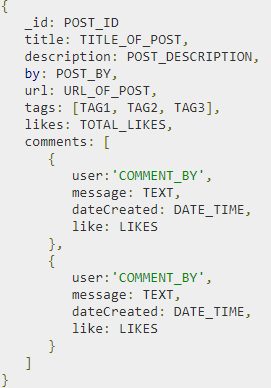 {
   _id: POST_ID
   title: TITLE_OF_POST,
   description: POST_DESCRIPTION,
   by: POST_BY,
   url: URL_OF_POST,
   tags: [TAG1, TAG2, TAG3],
   likes: TOTAL_LIKES,
   comments: [
      {
         user:'COMMENT_BY',
         message: TEXT,
         dateCreated: DATE_TIME,
         like: LIKES
      },
      {
         user:'COMMENT_BY',
         message: TEXT,
         dateCreated: DATE_TIME,
         like: LIKES
      }
   ]
}